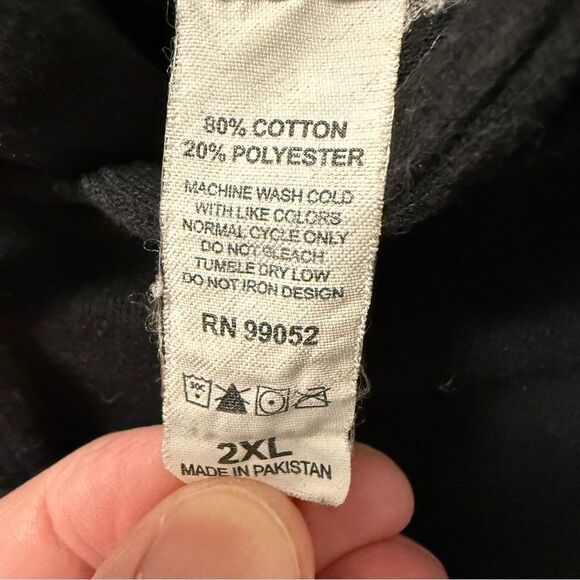 80% COTTON
20% POLYESTER
MACHINE WASH COLD
WITH LIKE COLORS
NORMAL CYCLE ONLY
DO NOT BLEACH
TUMBLE DRY LOW
DO NOT IRON DESIGN
RN 99052
2XL
MADE IN PAKISTAN